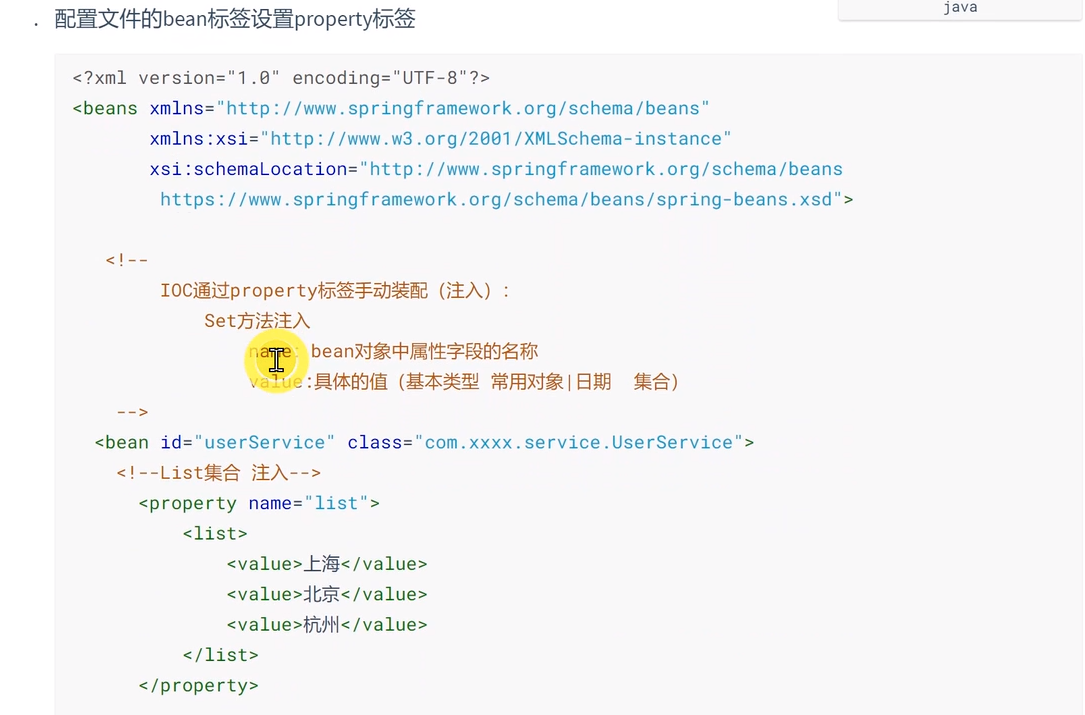 java
. 配置文件的bean标签设置property标签
<?xml version="1.0" encoding="UTF-8"?>
<beans xmlns="http://www.springframework.org/schema/beans"
xmlns:xsi="http://www.w3.org/2001/XMLSchema-instance"
xsi:schemaLocation="http://www.springframework.org/schema/beans
https://www.springframework.org/schema/beans/spring-beans.xsd">
<!--
IOC通过property标签手动装配（注入）:
Set方法注入
name: bean对象中属性字段的名称
value:具体的值（基本类型 常用对象|日期 集合）
-->
<bean id="userService" class="com.xxxx.service.UserService">
<!--List集合 注入-->
<property name="list">
<list>
<value>上海</value>
<value>北京</value>
<value>杭州</value>
</list>
</property>